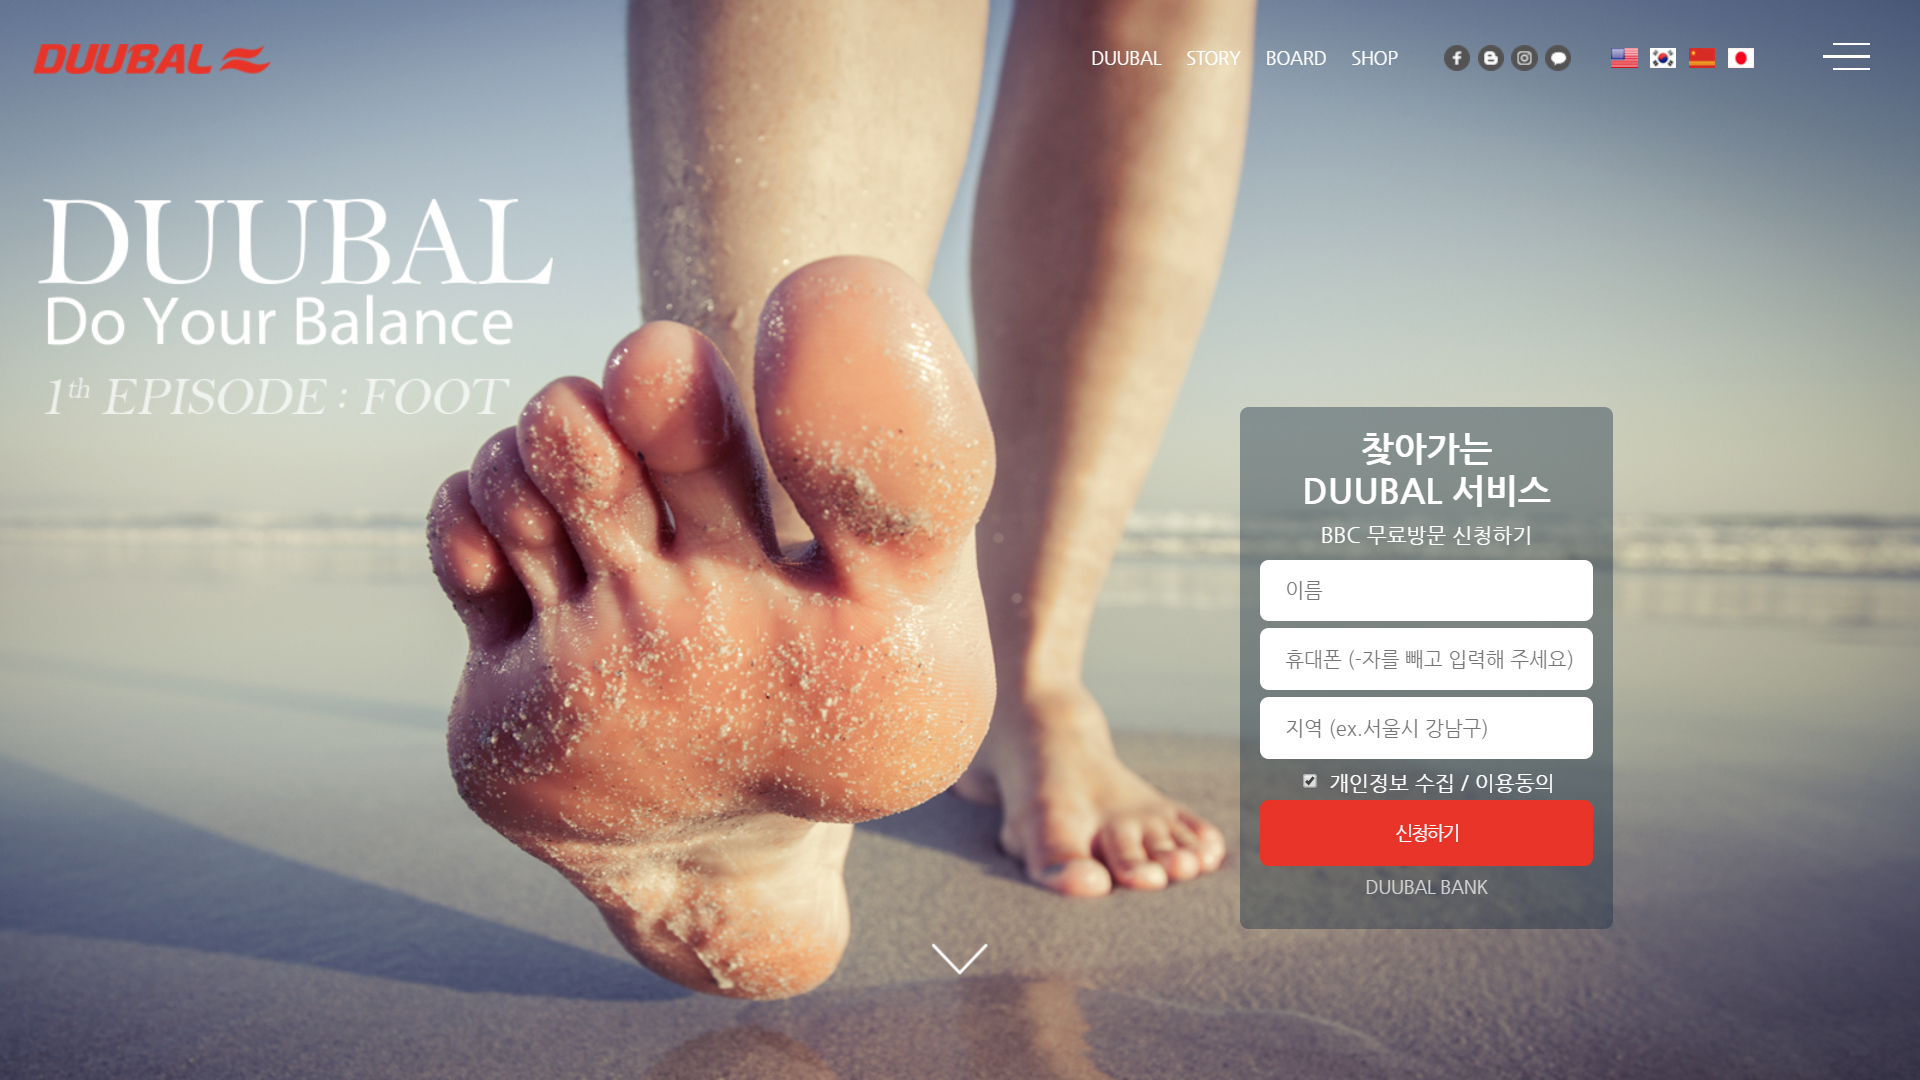 DUUBAL
DUUBAL STORY BOARD SHOP
DUUBAL
Do Your Balance
1th EPISODE : FOOT
찾아가는
DUUBAL 서비스
BBC 무료방문 신청하기
이름
휴대폰 (-자를 빼고 입력해 주세요)
지역 (ex.서울시 강남구)
개인정보 수집 / 이용동의
신청하기
DUUBAL BANK